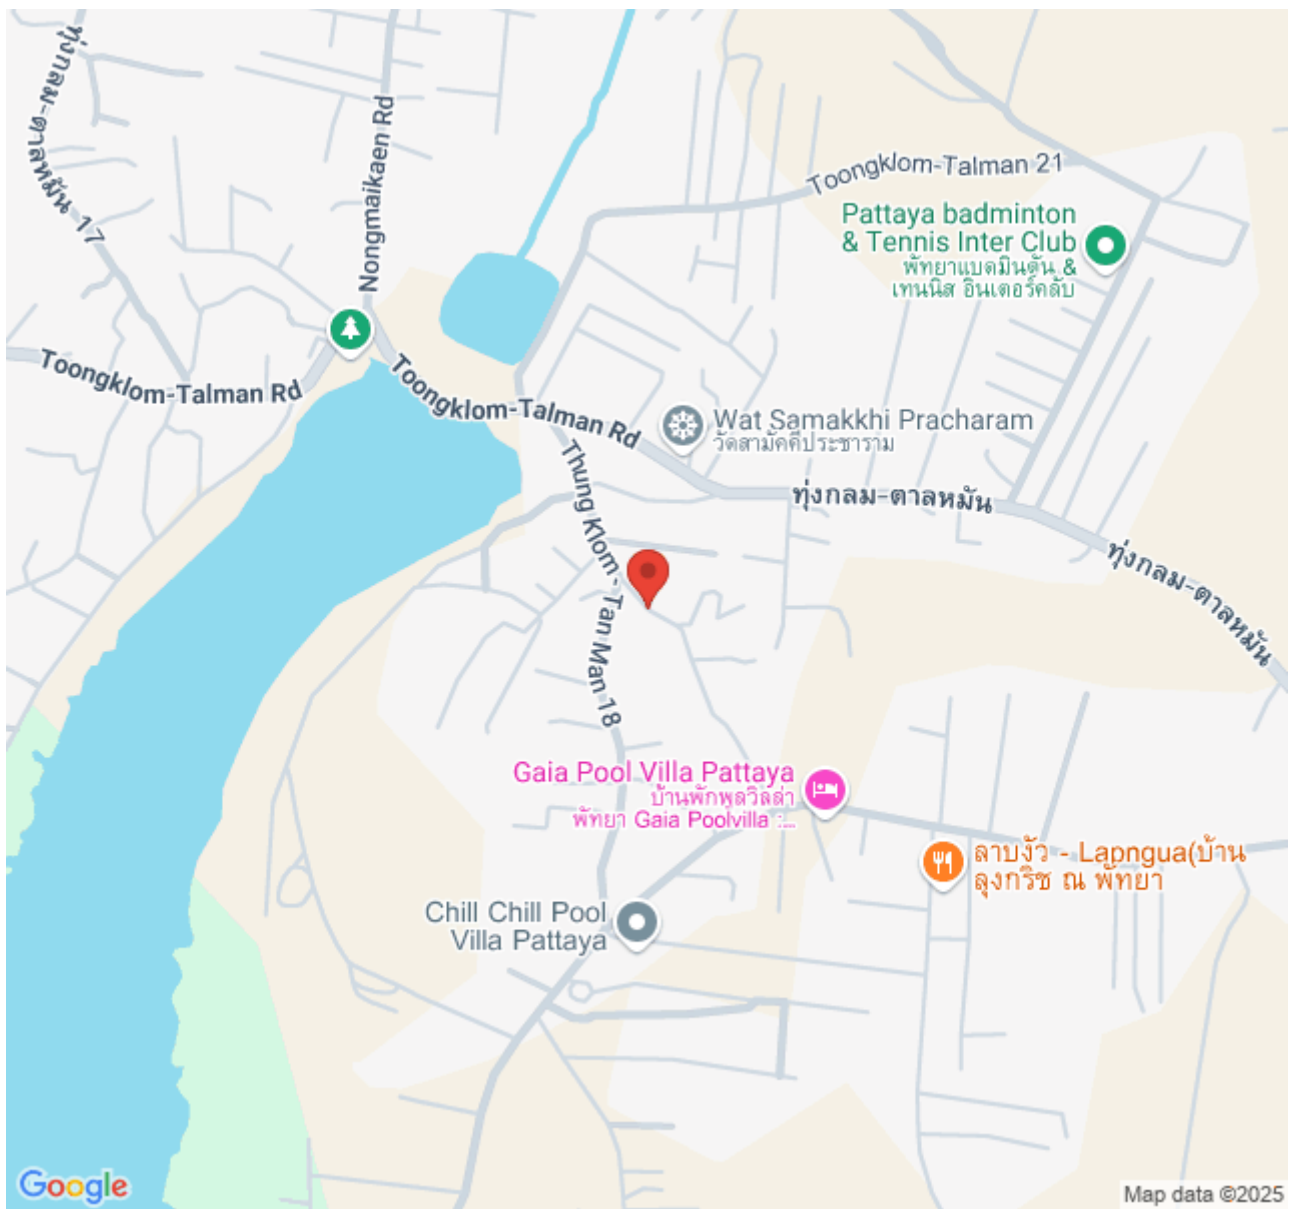 ทุ่งกลม-ตาลหมัน 17
Nongmaikaen Rd
Toongklom-Talman 21
Pattaya badminton
& Tennis Inter Club
พัทยาแบดมินตัน &
เทนนิส อินเตอร์คลับ
Toongklom-Talman Rd
Toongklom-Talman Rd
Wat Samakkhi Pracharam
วัดสามัคคีประชาราม
ทุ่งกลม-ตาลหมัน
ทุ่งกลม-ตาลหมัน
Thung Klom - Tan Man 18
Gaia Pool Villa Pattaya
บ้านพักพูลวิลล่า
พัทยา Gaia Poolvilla :...
ลาบงัว - Lapngua(บ้าน
ลุงกริช ณ พัทยา
Chill Chill Pool
Villa Pattaya
Google
Map data ©2025